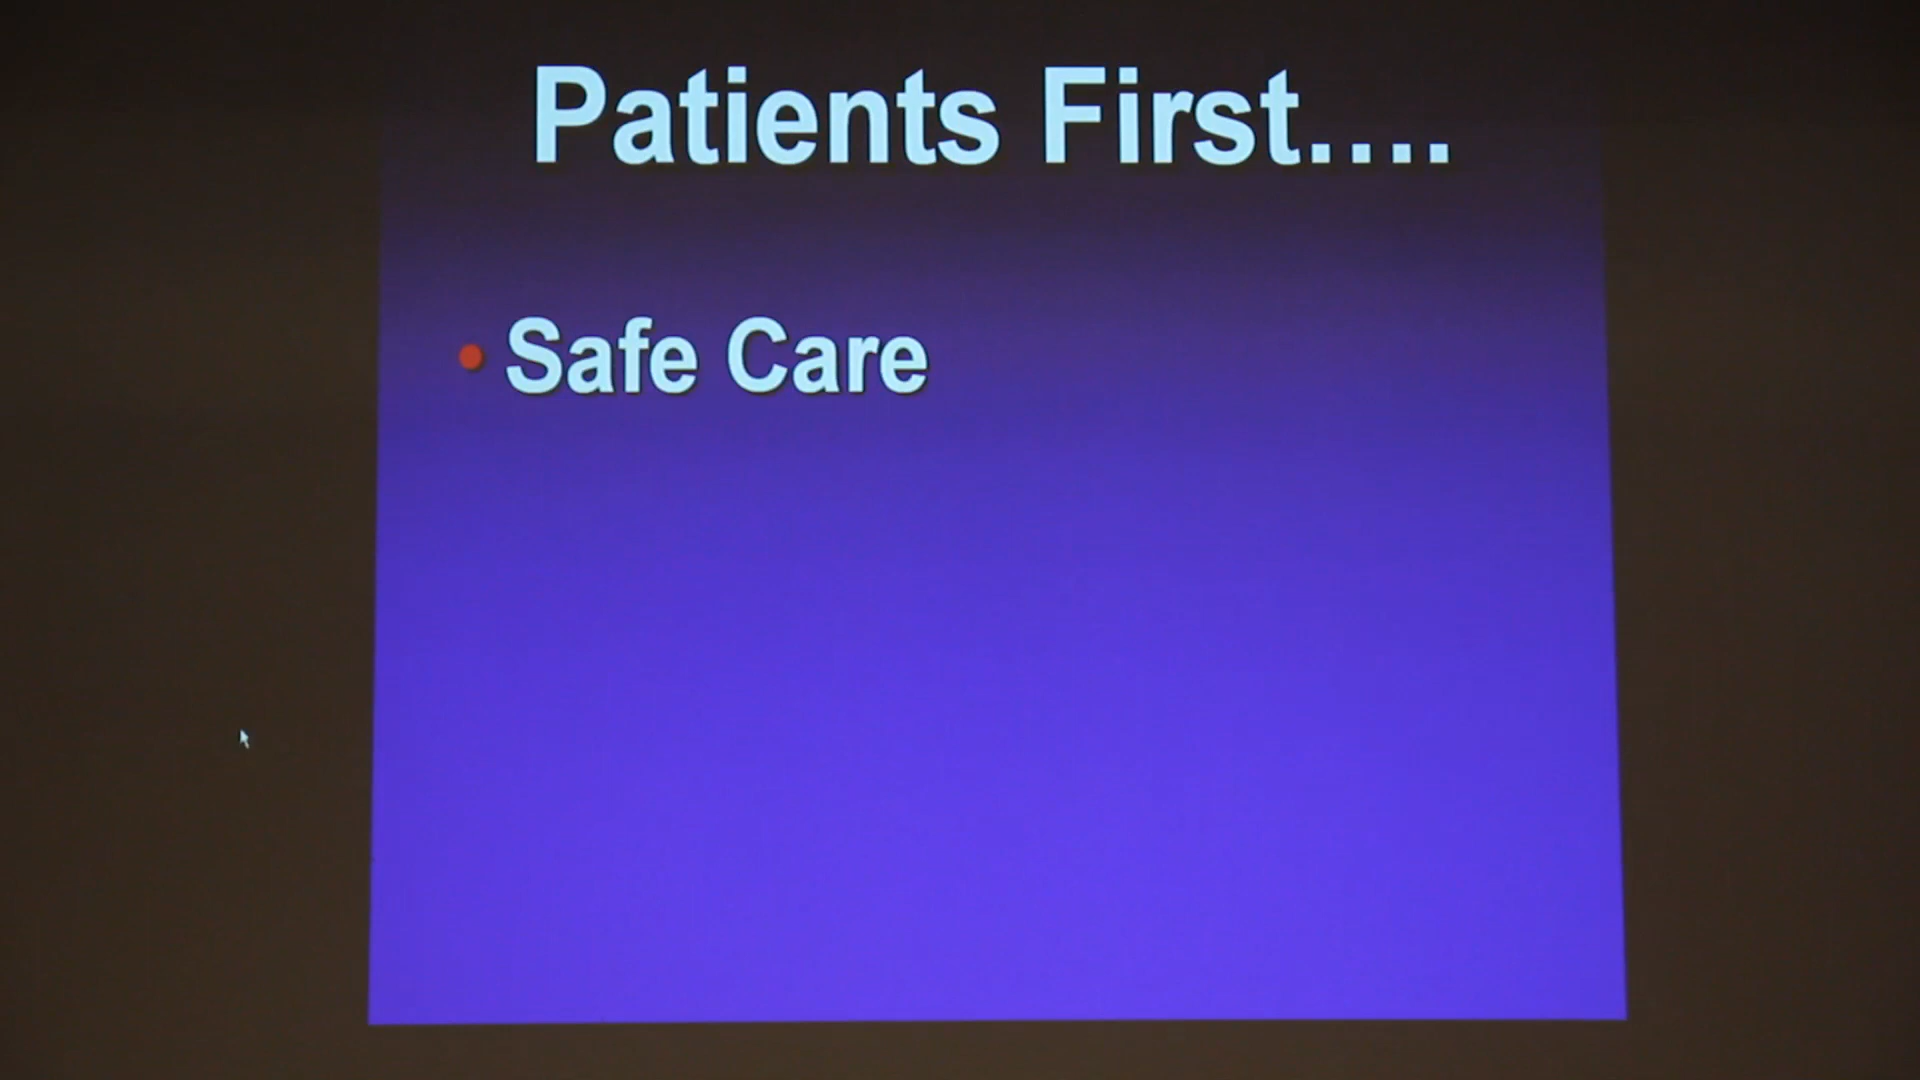 Patients First....
• Safe Care